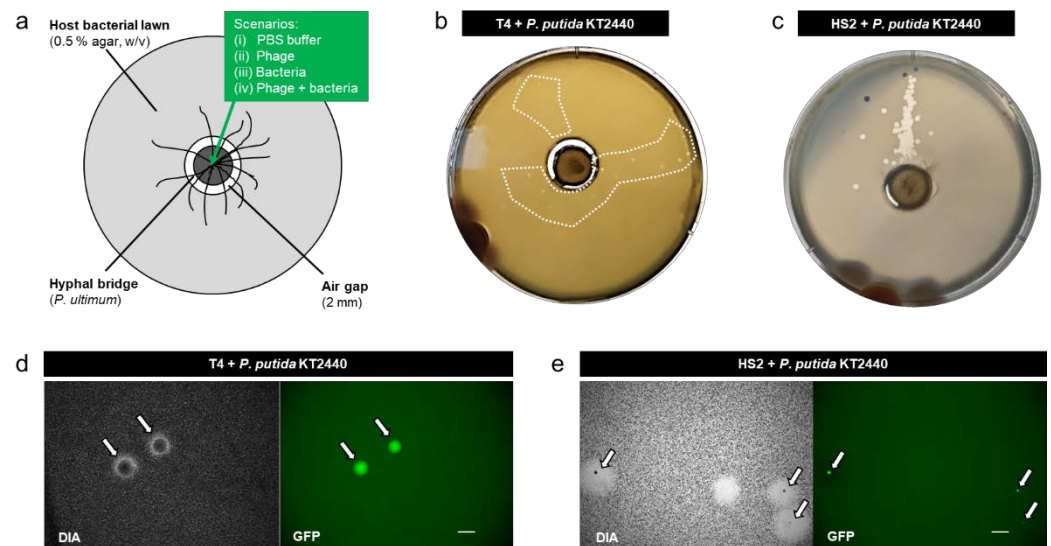 a
Host bacterial lawn
(0.5 % agar, w/v)
Scenarios:
(i) PBS buffer
(ii) Phage
(iii) Bacteria
(iv) Phage + bacteria
Hyphal bridge
(P. ultimum)
Air gap
(2 mm)
b
T4 + P. putida KT2440
c
HS2 + P. putida KT2440
d
T4 + P. putida KT2440
DIA
GFP
e
HS2 + P. putida KT2440
DIA
GFP